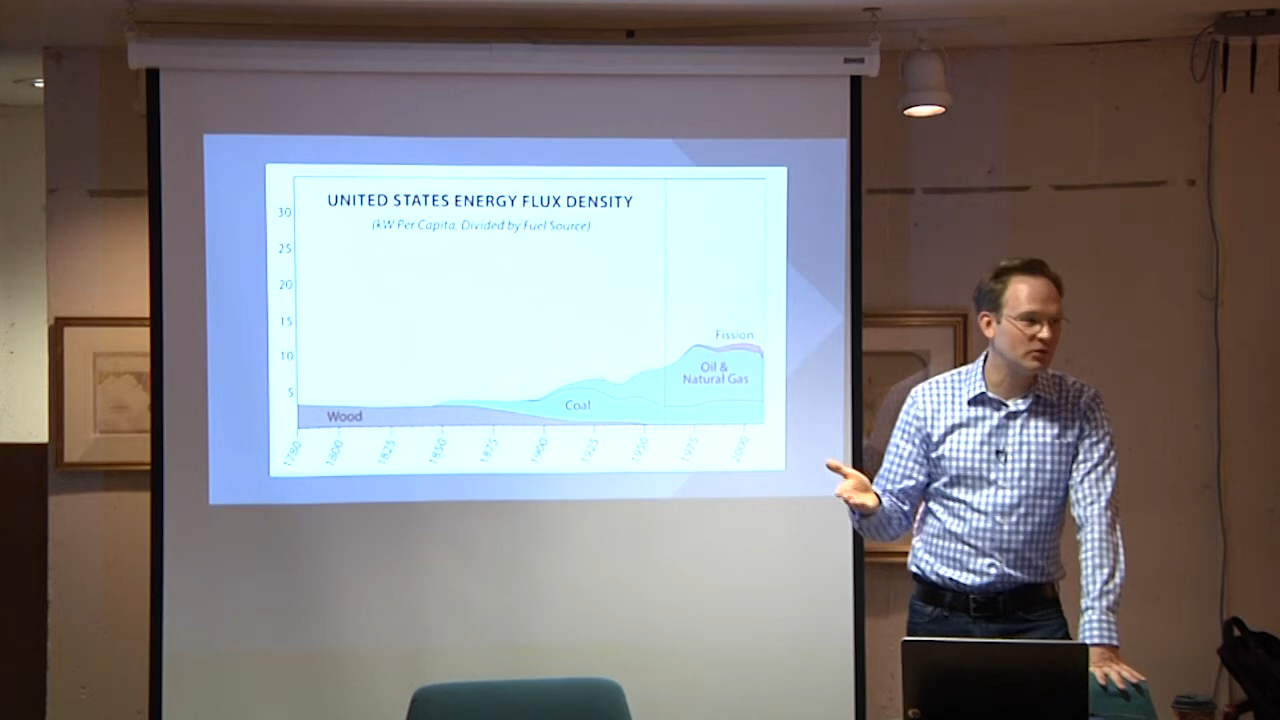 UNITED STATES ENERGY FLUX DENSITY
(kW Per Capita, Divided by Fuel Source)
30
25
20
15
10
5
Fission
Oil &
Natural Gas
Coal
Wood
1780 1800 1825 1850 1875 1900 1925 1950 1975 2000